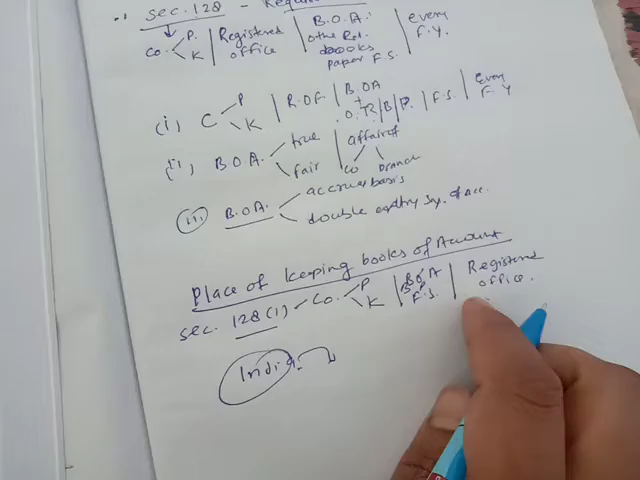 sec. 128 - Requi
Co. P. K | Registered office | B.O.A. othe Rel. books paper F.S. | every F.Y.
(i) C P K | R.OF | B.OA + O.R/B/P. | F.S. | Every F.Y
(ii) B.O.A. true fair | affair of co branch
(iii) B.O.A. accrual basis
double entry Sy. of acc.
Place of keeping books of Account
sec. 128(1) - Co. P K | B.O.A B P F.S. | Registered office.
India.